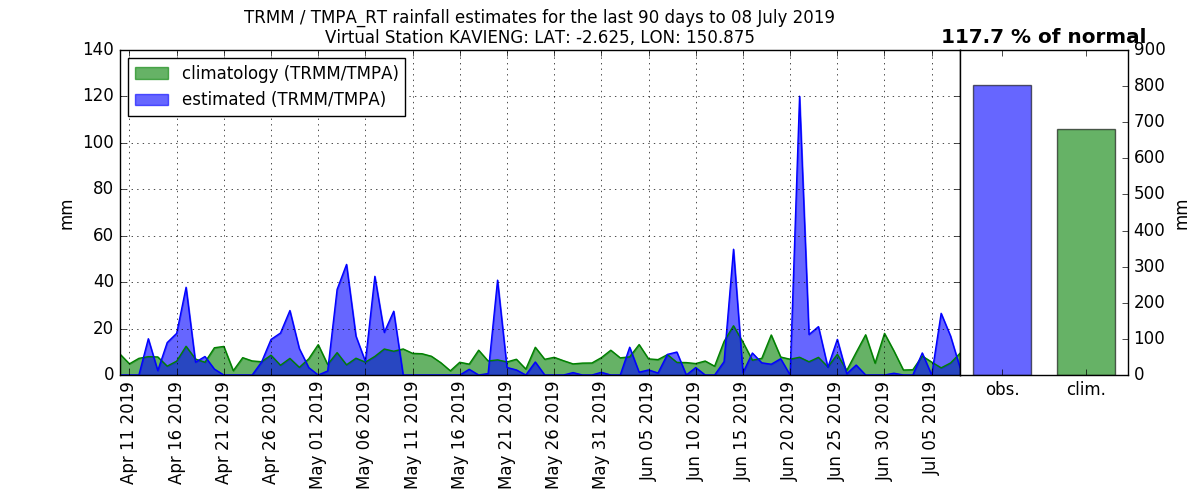 TRMM / TMPA_RT rainfall estimates for the last 90 days to 08 July 2019
Virtual Station KAVIENG: LAT: -2.625, LON: 150.875
117.7 % of normal
climatology (TRMM/TMPA)
estimated (TRMM/TMPA)
mm
140
120
100
80
60
40
20
0
Apr 11 2019
Apr 16 2019
Apr 21 2019
Apr 26 2019
May 01 2019
May 06 2019
May 11 2019
May 16 2019
May 21 2019
May 26 2019
May 31 2019
Jun 05 2019
Jun 10 2019
Jun 15 2019
Jun 20 2019
Jun 25 2019
Jun 30 2019
Jul 05 2019
obs.
clim.
900
800
700
600
500
400
300
200
100
0
mm